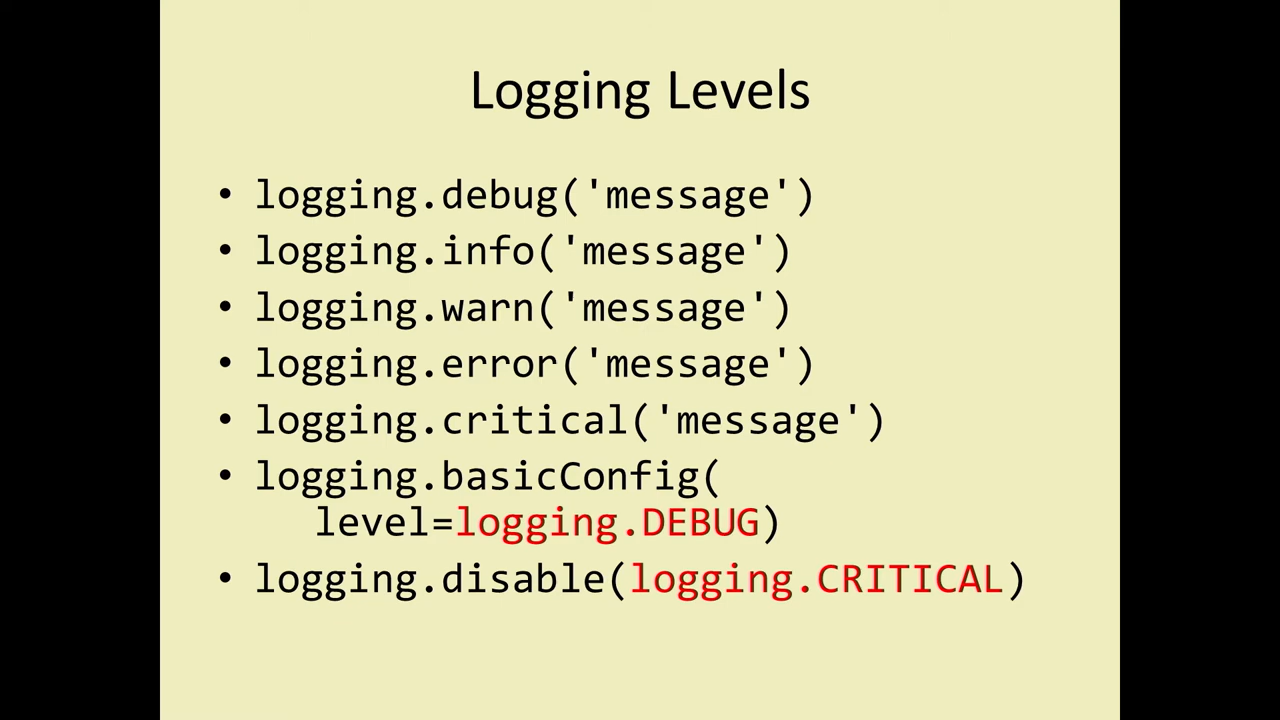 Logging Levels
• logging.debug('message')
• logging.info('message')
• logging.warn('message')
• logging.error('message')
• logging.critical('message')
• logging.basicConfig(
level=logging.DEBUG)
• logging.disable(logging.CRITICAL)